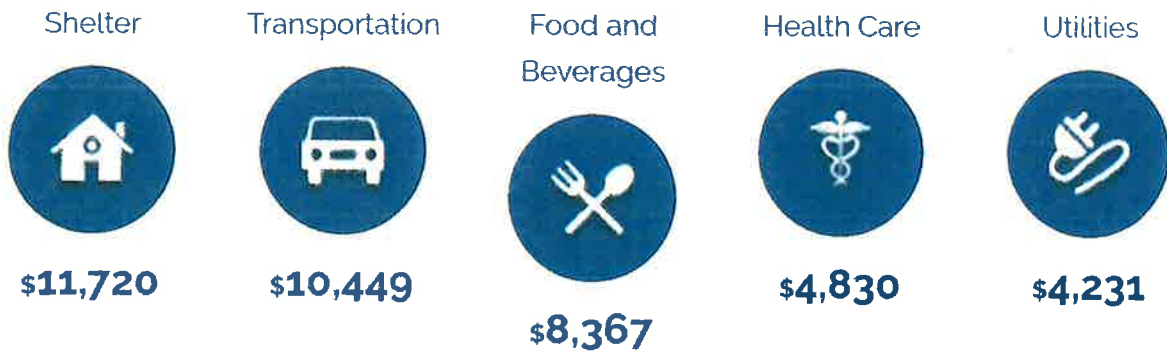 Shelter
$11,720
Transportation
$10,449
Food and
Beverages
$8,367
Health Care
$4,830
Utilities
$4,231